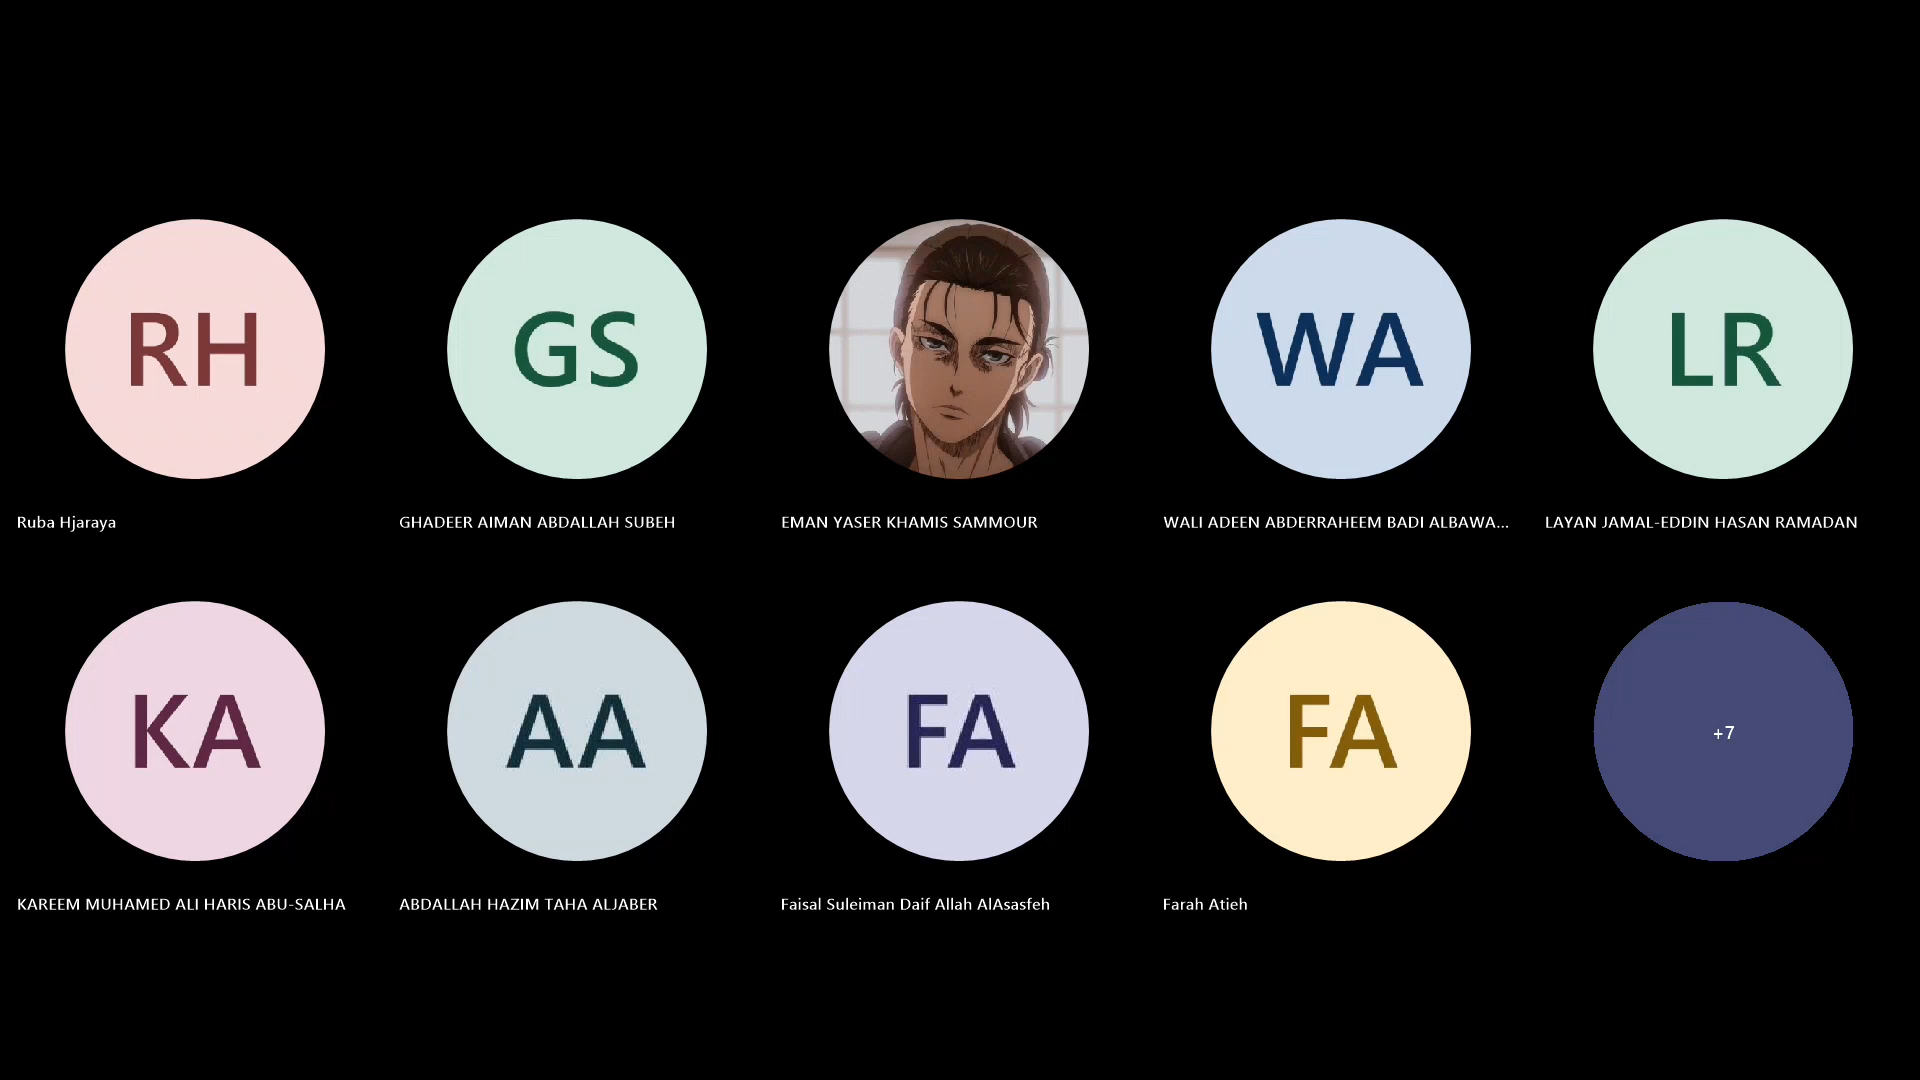 RH
GS
WA
LR
Ruba Hjaraya
GHADEER AIMAN ABDALLAH SUBEH
EMAN YASER KHAMIS SAMMOUR
WALI ADEEN ABDERRAHEEM BADI ALBAWA...
LAYAN JAMAL-EDDIN HASAN RAMADAN
KA
AA
FA
FA
+7
KAREEM MUHAMED ALI HARIS ABU-SALHA
ABDALLAH HAZIM TAHA ALJABER
Faisal Suleiman Daif Allah AlAsasfeh
Farah Atieh